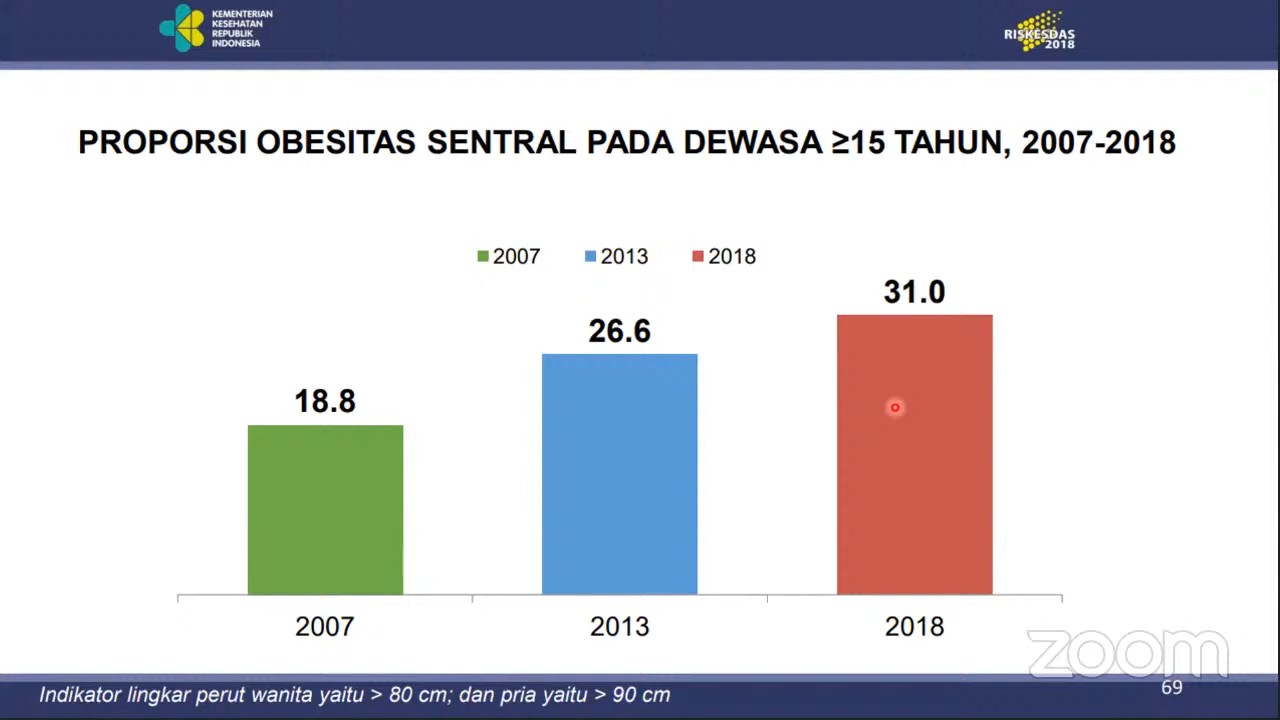 KEMENTERIAN
KESEHATAN
REPUBLIK
INDONESIA
RISKESDAS
2018
PROPORSI OBESITAS SENTRAL PADA DEWASA ≥15 TAHUN, 2007-2018
2007 2013 2018
31.0
26.6
18.8
2007 2013 2018
zoom
Indikator lingkar perut wanita yaitu > 80 cm; dan pria yaitu > 90 cm
69